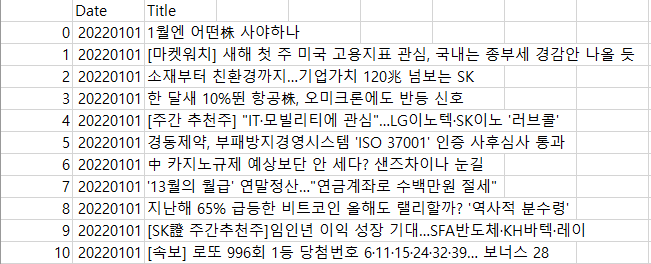 Date Title
0 20220101 1월엔 어떤株 사야하나
1 20220101 [마켓워치] 새해 첫 주 미국 고용지표 관심, 국내는 종부세 경감안 나올 듯
2 20220101 소재부터 친환경까지…기업가치 120兆 넘보는 SK
3 20220101 한 달새 10%뛴 항공株, 오미크론에도 반등 신호
4 20220101 [주간 추천주] "IT·모빌리티에 관심"…LG이노텍·SK이노 '러브콜'
5 20220101 경동제약, 부패방지경영시스템 'ISO 37001' 인증 사후심사 통과
6 20220101 中 카지노규제 예상보단 안 세다? 샌즈차이나 눈길
7 20220101 '13월의 월급' 연말정산…"연금계좌로 수백만원 절세"
8 20220101 지난해 65% 급등한 비트코인 올해도 랠리할까? '역사적 분수령'
9 20220101 [SK證 주간추천주]임인년 이익 성장 기대…SFA반도체·KH바텍·레이
10 20220101 [속보] 로또 996회 1등 당첨번호 6·11·15·24·32·39… 보너스 28